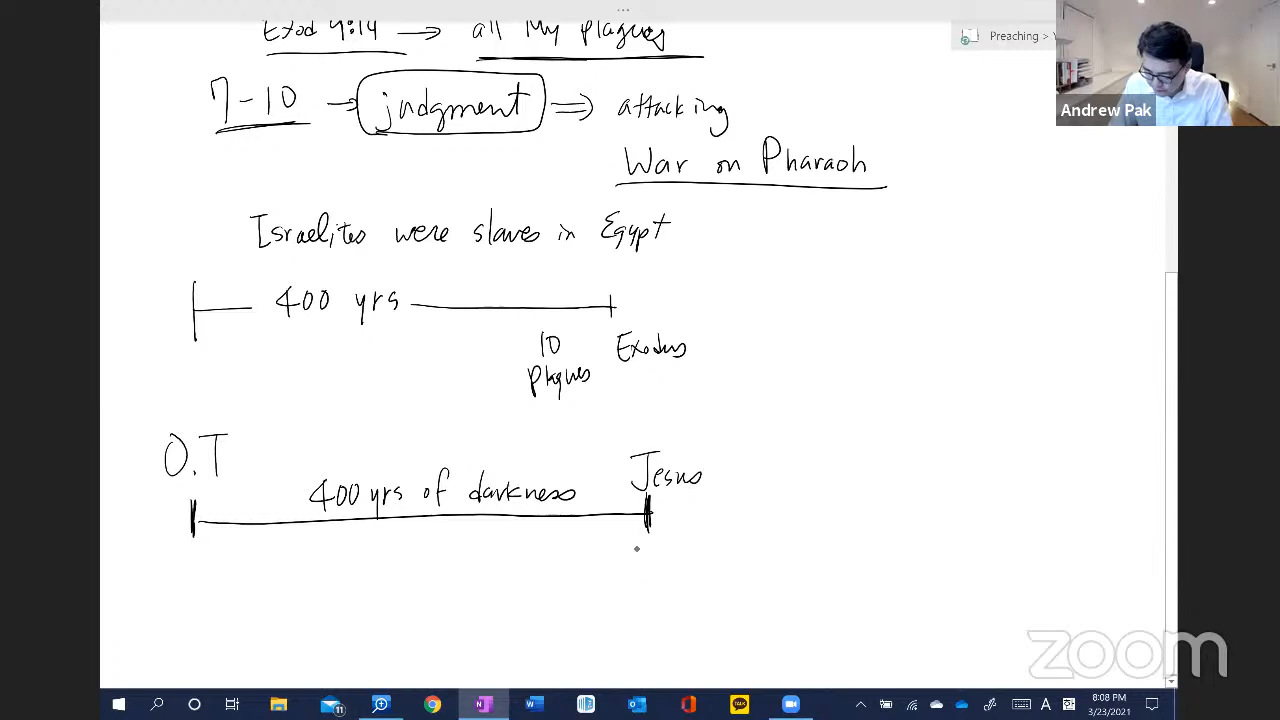 Exod 9:14 → all My plagues
Preaching >
7-10 → judgment ⇒ attacking
Andrew Pak
War on Pharaoh
Israelites were slaves in Egypt
400 yrs
10 Exodus
plagues
O.T
Jesus
400 yrs of darkness
zoom
11
TALK
A
8:08 PM
3/23/2021